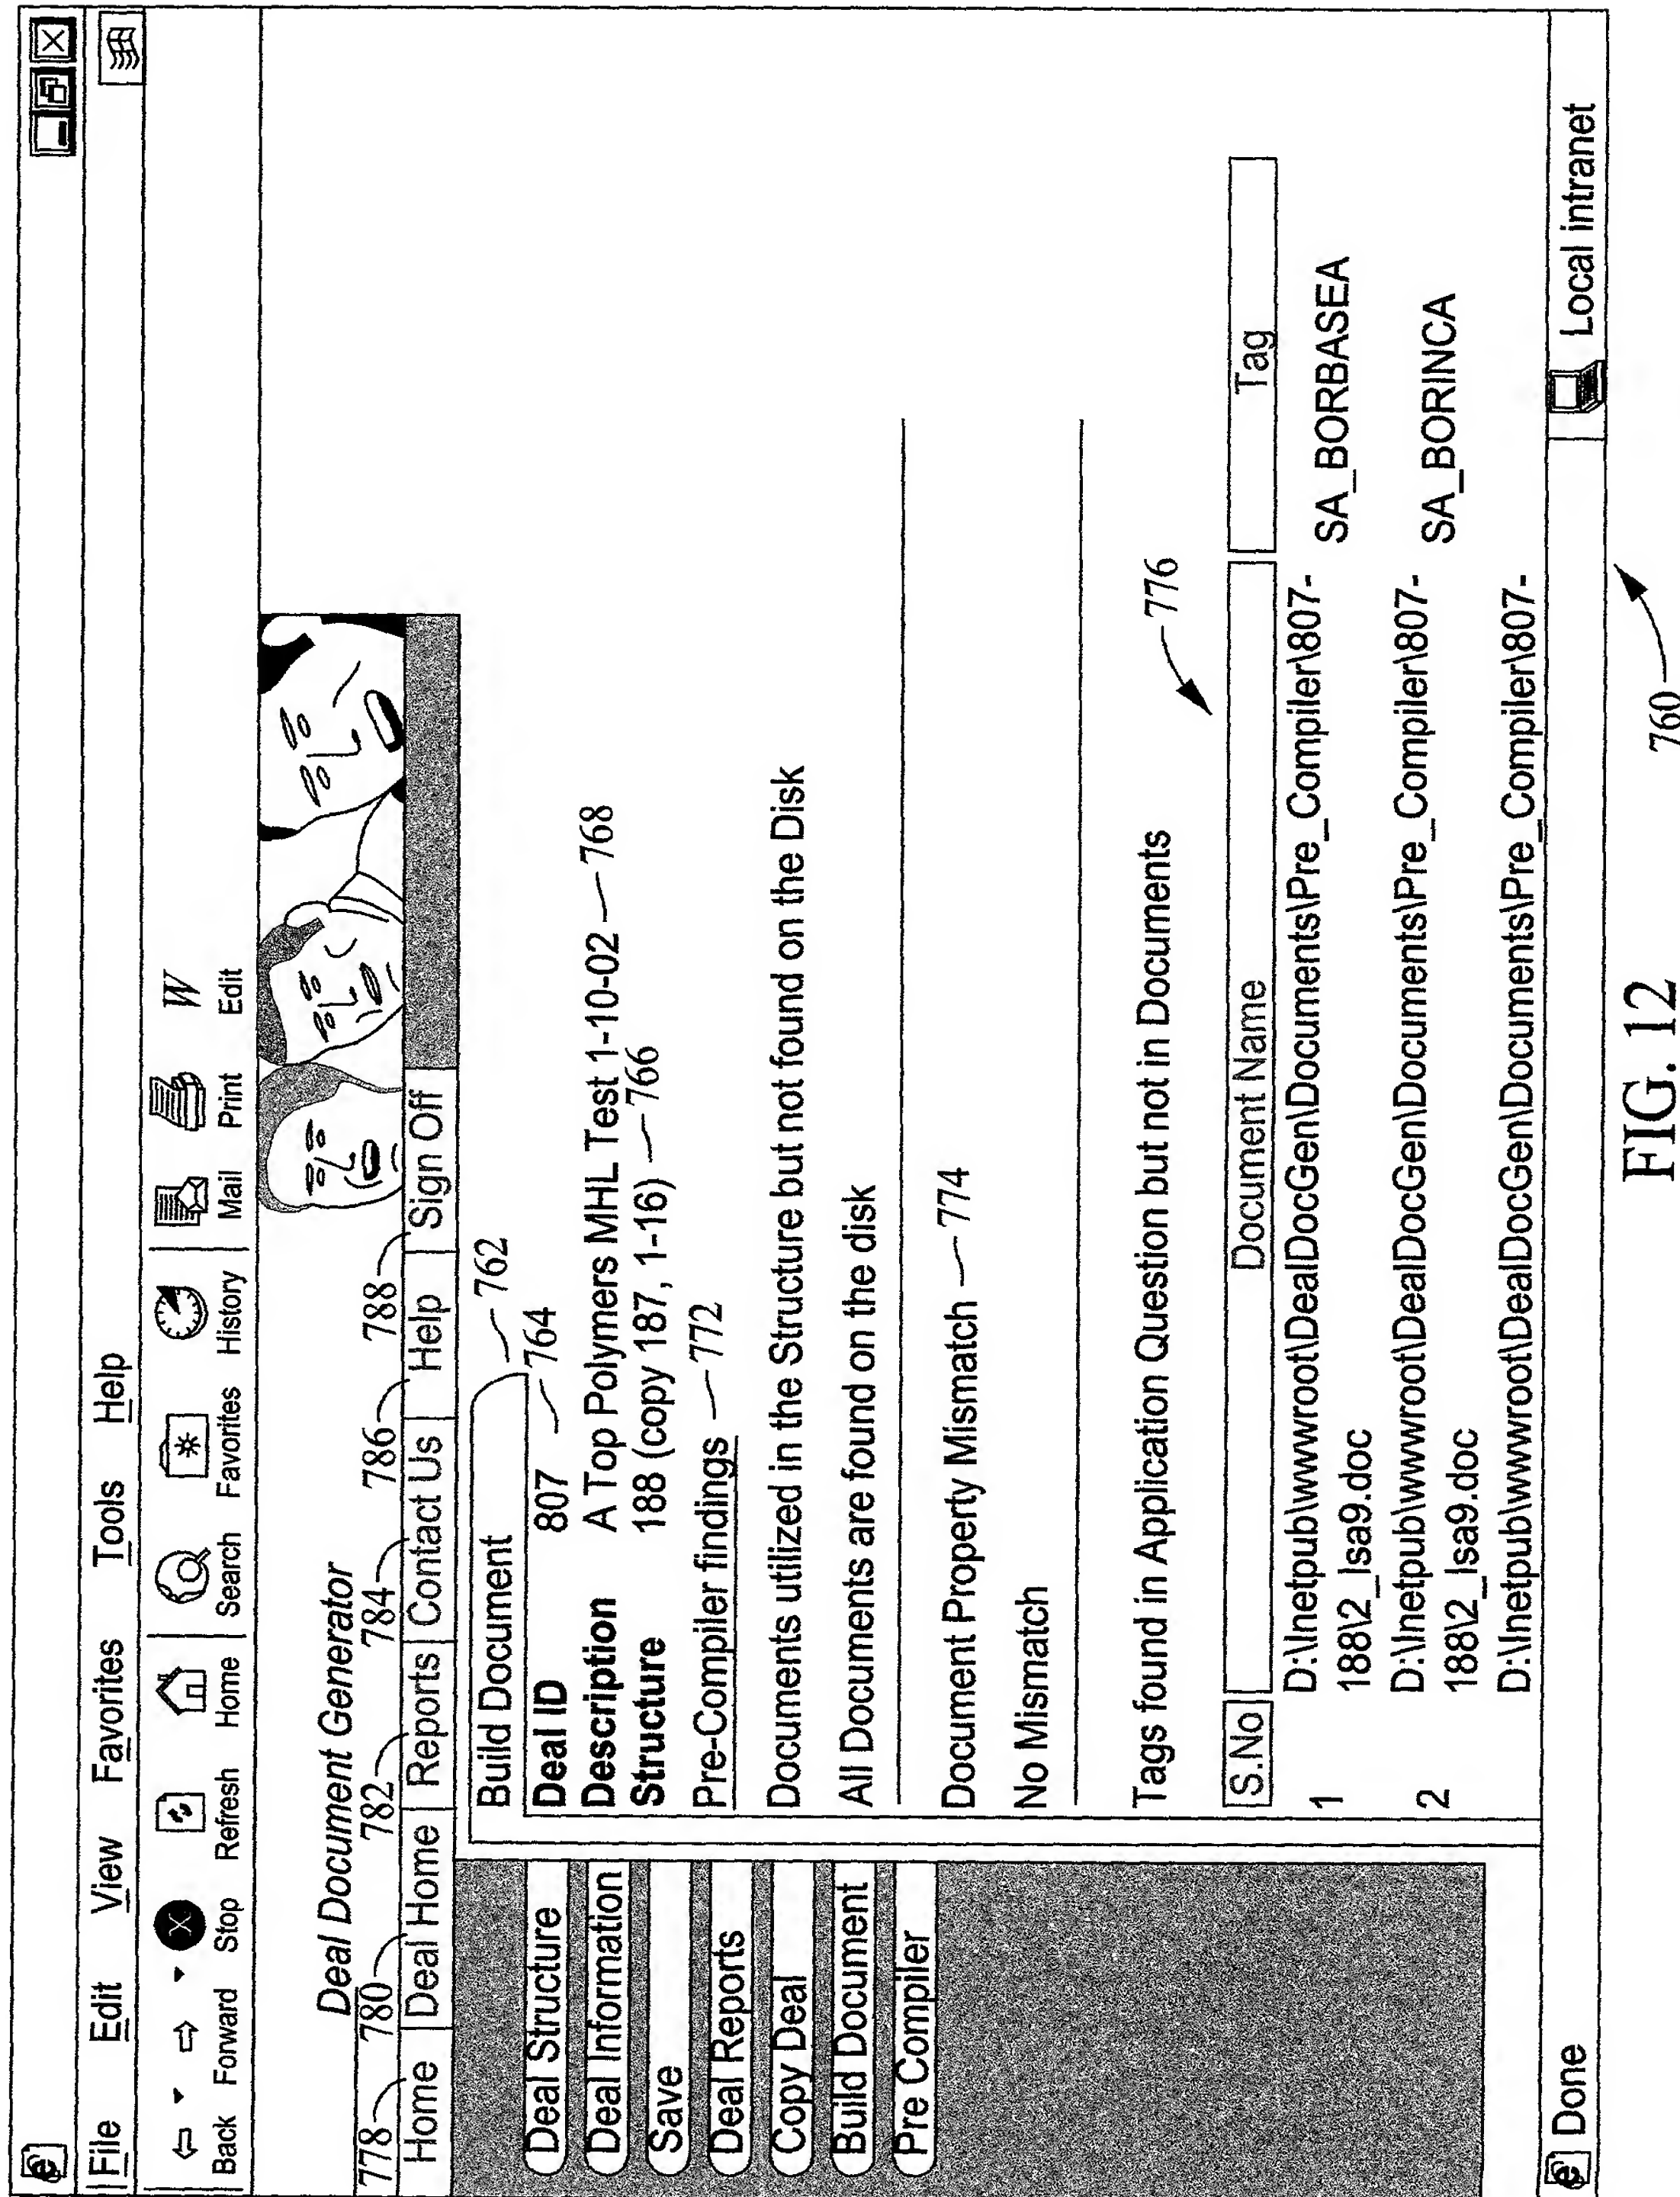 File Edit View Favorites Tools Help
Back Forward Stop Refresh Home Search Favorites History Mail Print Edit
W
Deal Document Generator
778 780 782 784 786 788
Home Deal Home Reports Contact Us Help Sign Off
Deal Structure
Deal Information
Save
Deal Reports
Copy Deal
Build Document
Pre Compiler
Build Document 762
Deal ID 807 764
Description A Top Polymers MHL Test 1-10-02 768
Structure 188 (copy 187, 1-16) 766
Pre-Compiler findings 772
Documents utilized in the Structure but not found on the Disk
All Documents are found on the disk
Document Property Mismatch 774
No Mismatch
Tags found in Application Question but not in Documents 776
S.No Document Name Tag
1 D:\Inetpub\wwwroot\DealDocGen\Documents\Pre_Compiler\807- SA_BORBASEA
188\2_lsa9.doc
2 D:\Inetpub\wwwroot\DealDocGen\Documents\Pre_Compiler\807- SA_BORINCA
188\2_lsa9.doc
D:\Inetpub\wwwroot\DealDocGen\Documents\Pre_Compiler\807-
Done Local intranet
760
FIG. 12